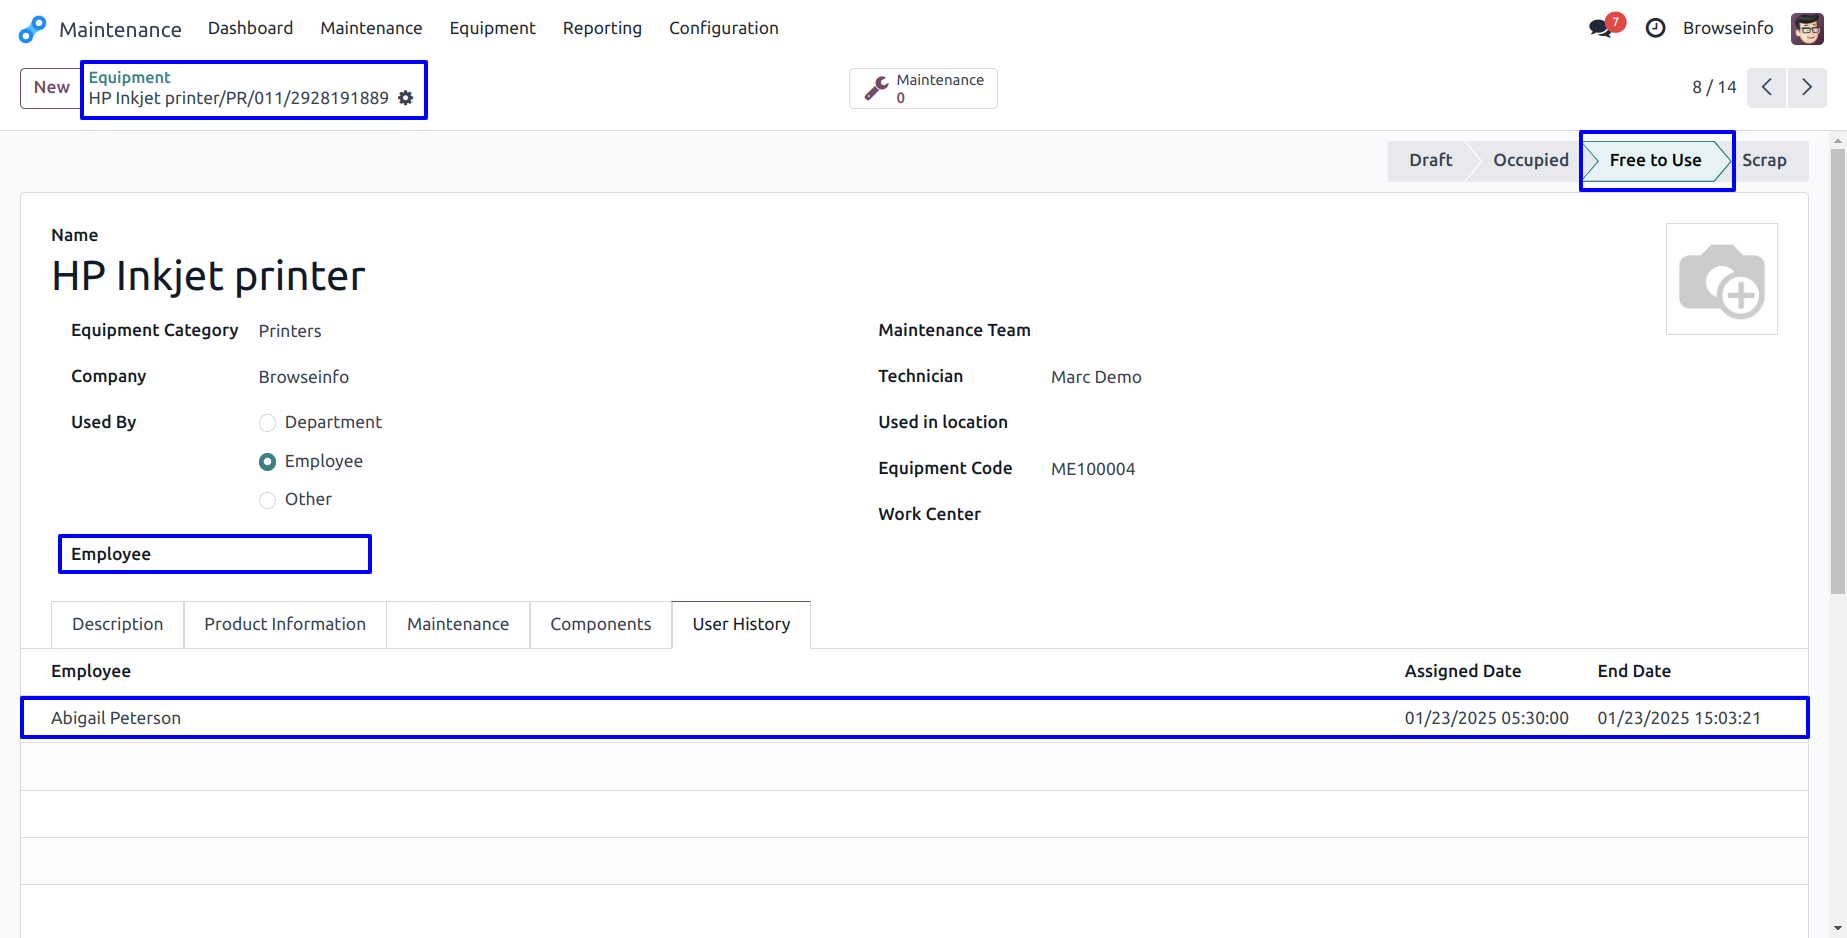 Maintenance Dashboard Maintenance Equipment Reporting Configuration 7 Browseinfo
New
Equipment
HP Inkjet printer/PR/011/2928191889
Maintenance
0
8 / 14
Draft Occupied Free to Use Scrap
Name
HP Inkjet printer
Equipment Category Printers
Company Browseinfo
Used By Department
Employee
Other
Employee
Maintenance Team
Technician Marc Demo
Used in location
Equipment Code ME100004
Work Center
Description Product Information Maintenance Components User History
Employee Assigned Date End Date
Abigail Peterson 01/23/2025 05:30:00 01/23/2025 15:03:21